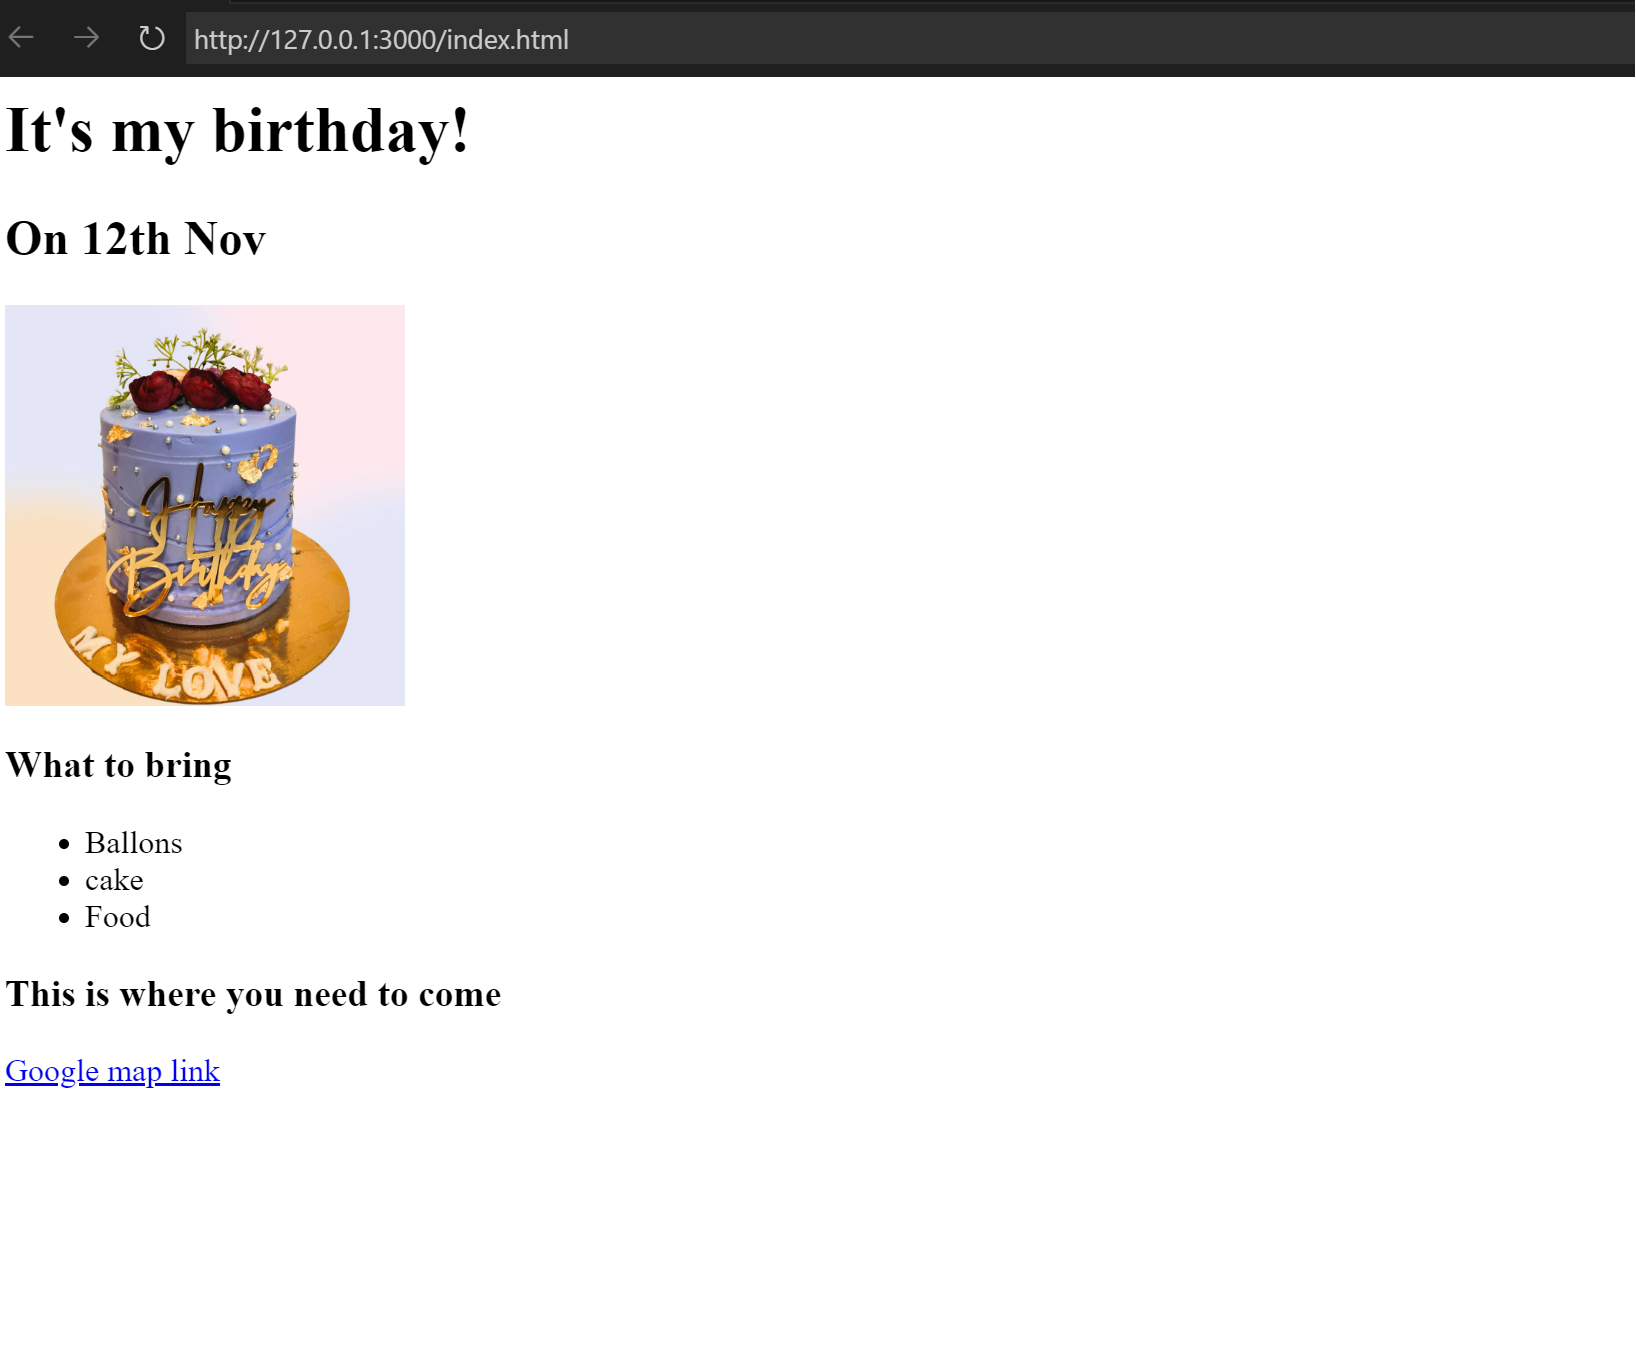 http://127.0.0.1:3000/index.html
It's my birthday!
On 12th Nov
Happy
Birthday
MY LOVE
What to bring
Ballons
cake
Food
This is where you need to come
Google map link